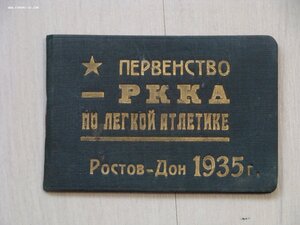 ПЕРВЕНСТВО
— РККА
ПО ЛЕГКОЙ АТЛЕТИКЕ
Ростов-Дон 1935 г.